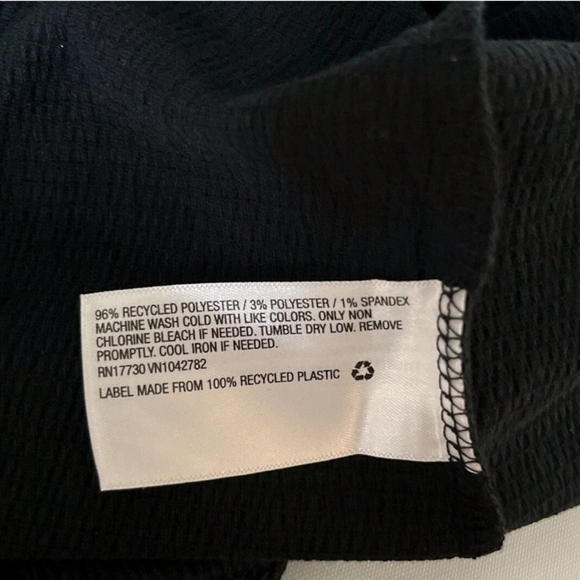 96% RECYCLED POLYESTER / 3% POLYESTER / 1% SPANDEX
MACHINE WASH COLD WITH LIKE COLORS. ONLY NON
CHLORINE BLEACH IF NEEDED. TUMBLE DRY LOW. REMOVE
PROMPTLY. COOL IRON IF NEEDED.
RN17730 VN1042782
LABEL MADE FROM 100% RECYCLED PLASTIC